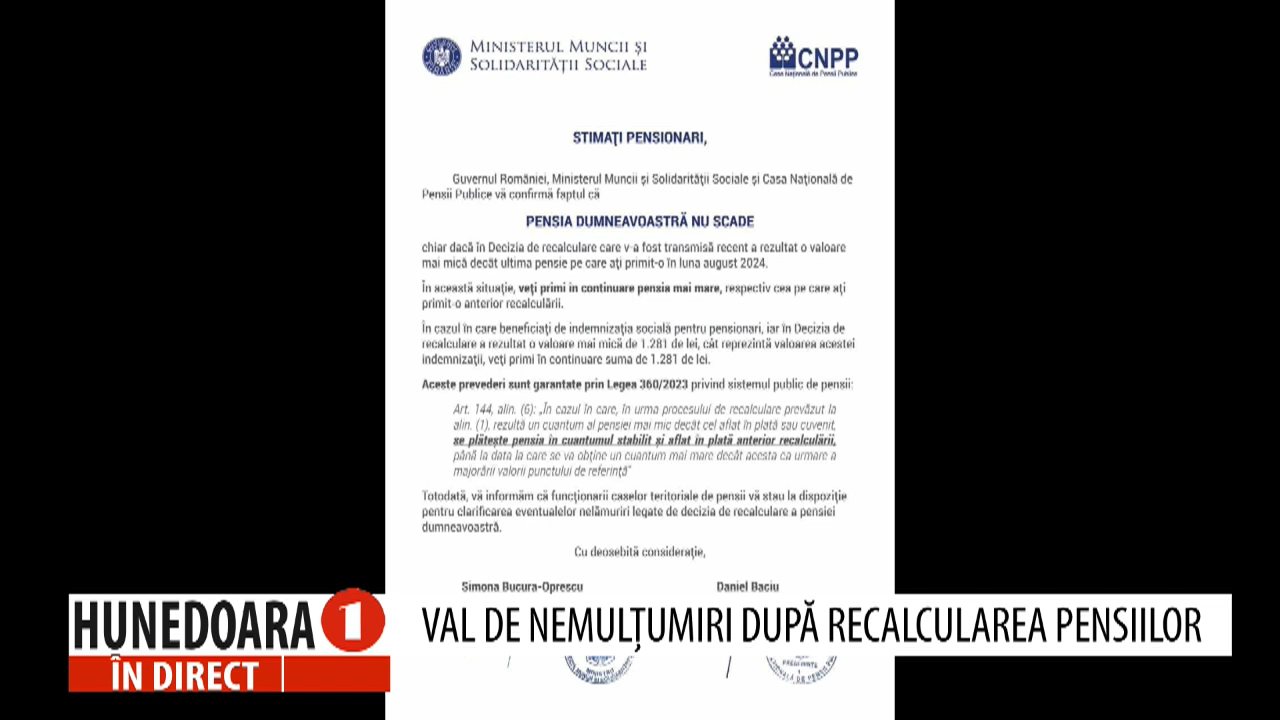 MINISTERUL MUNCII ȘI
SOLIDARITĂȚII SOCIALE
CNPP
Casa Națională de Pensii Publice
STIMAȚI PENSIONARI,
Guvernul României, Ministerul Muncii și Solidarității Sociale și Casa Națională de
Pensii Publice vă confirmă faptul că
PENSIA DUMNEAVOASTRĂ NU SCADE
chiar dacă în Decizia de recalculare care v-a fost transmisă recent a rezultat o valoare
mai mică decât ultima pensie pe care ați primit-o în luna august 2024.
În această situație, veți primi în continuare pensia mai mare, respectiv cea pe care ați
primit-o anterior recalculării.
În cazul în care beneficiați de indemnizația socială pentru pensionari, iar în Decizia de
recalculare a rezultat o valoare mai mică de 1.281 de lei, cât reprezintă valoarea acestei
indemnizații, veți primi în continuare suma de 1.281 de lei.
Aceste prevederi sunt garantate prin Legea 360/2023 privind sistemul public de pensii:
Art. 144, alin. (6): „În cazul în care, în urma procesului de recalculare prevăzut la
alin. (1), rezultă un cuantum al pensiei mai mic decât cel aflat în plată sau cuvenit,
se plătește pensia în cuantumul stabilit și aflat în plată anterior recalculării,
până la data la care se va obține un cuantum mai mare decât acesta ca urmare a
majorării valorii punctului de referință"
Totodată, vă informăm că funcționarii caselor teritoriale de pensii vă stau la dispoziție
pentru clarificarea eventualelor nelămuriri legate de decizia de recalculare a pensiei
dumneavoastră.
Cu deosebită considerație,
Simona Bucura-Oprescu Daniel Baciu
HUNEDOARA 1
ÎN DIRECT
VAL DE NEMULȚUMIRI DUPĂ RECALCULAREA PENSIILOR